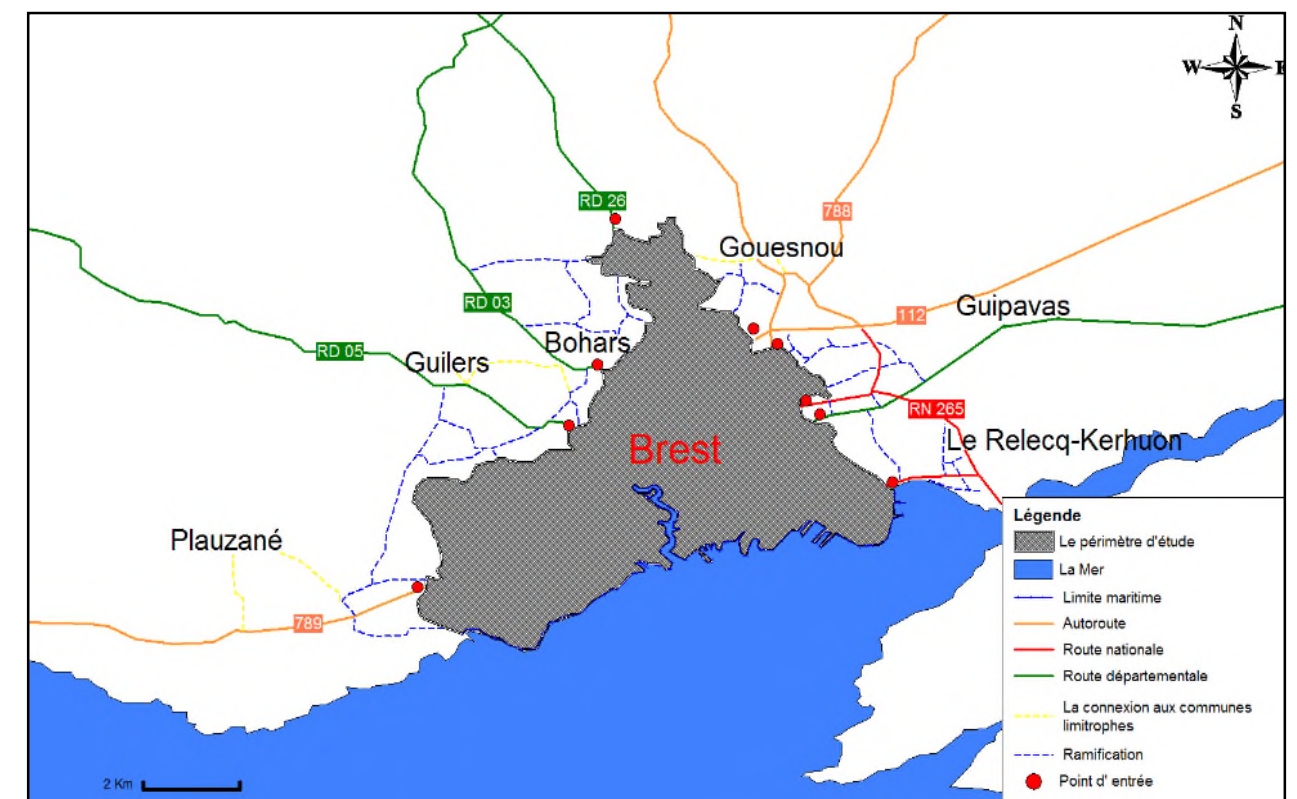 N
W
E
S
RD 26
788
Gouesnou
RD 03
Guipavas
112
Bohars
RD 05
Guilers
RN 265
Brest
Le Relecq-Kerhuon
Plauzané
789
Légende
Le périmètre d'étude
La Mer
Limite maritime
Autoroute
Route nationale
Route départementale
La connexion aux communes
limitrophes
Ramification
Point d' entrée
2 Km